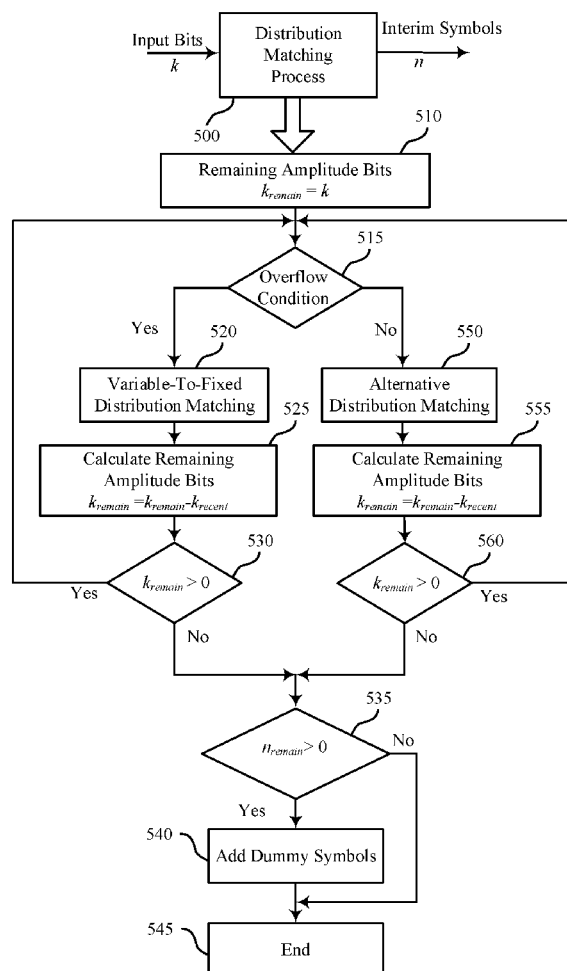 Input Bits
k
Distribution
Matching
Process
Interim Symbols
n
500
510
Remaining Amplitude Bits
k_remain = k
515
Overflow
Condition
Yes
No
520
550
Variable-To-Fixed
Distribution Matching
Alternative
Distribution Matching
525
555
Calculate Remaining
Amplitude Bits
k_remain =k_remain-k_recent
Calculate Remaining
Amplitude Bits
k_remain =k_remain-k_recent
530
560
k_remain > 0
Yes
No
k_remain > 0
Yes
No
535
n_remain > 0
No
Yes
540
Add Dummy Symbols
545
End